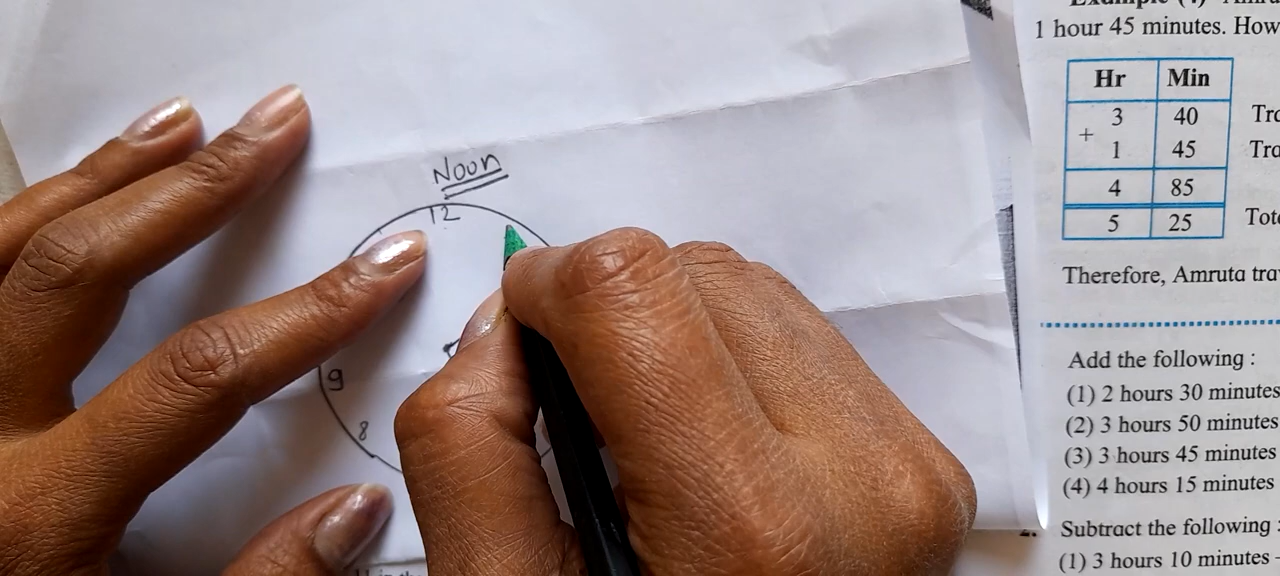 Noon
12
9
8
1 hour 45 minutes. How
Hr Min
3 40
+
1 45
4 85
5 25
Therefore, Amruta
Add the following :
(1) 2 hours 30 minutes
(2) 3 hours 50 minutes
(3) 3 hours 45 minutes
(4) 4 hours 15 minutes
2.
Subtract the following :
(1) 3 hours 10 minutes -